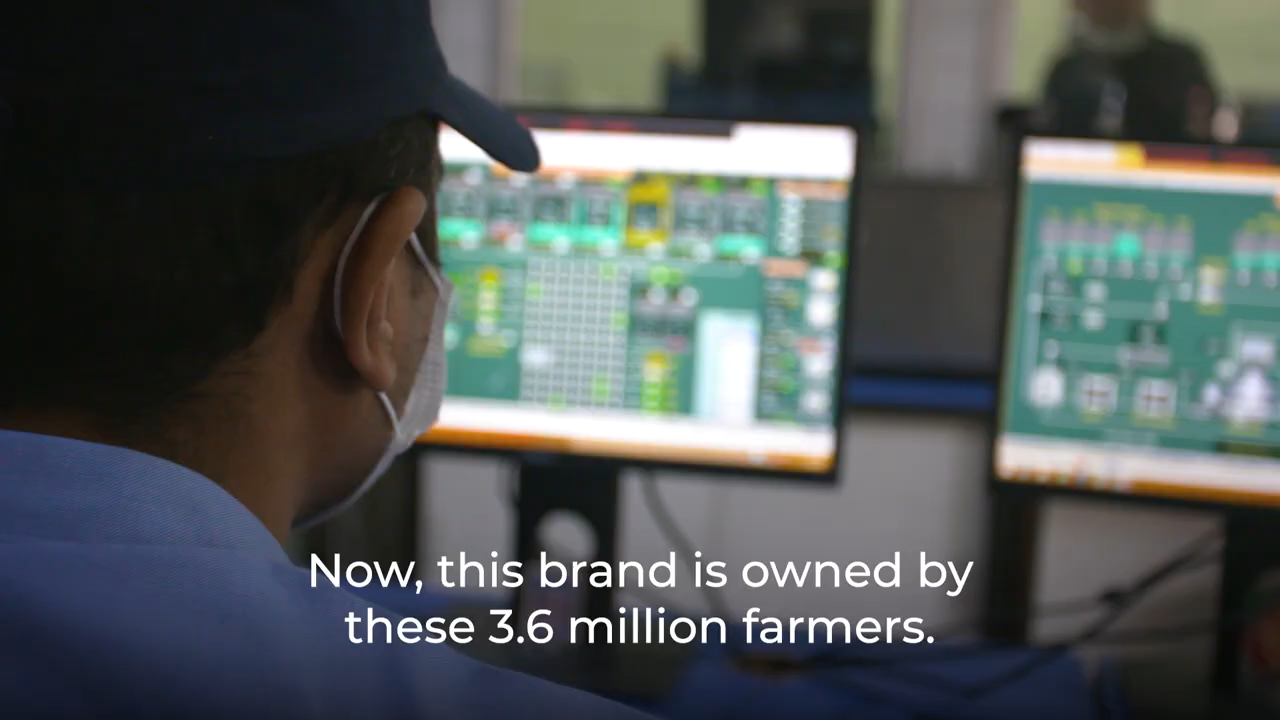 Now, this brand is owned by
these 3.6 million farmers.